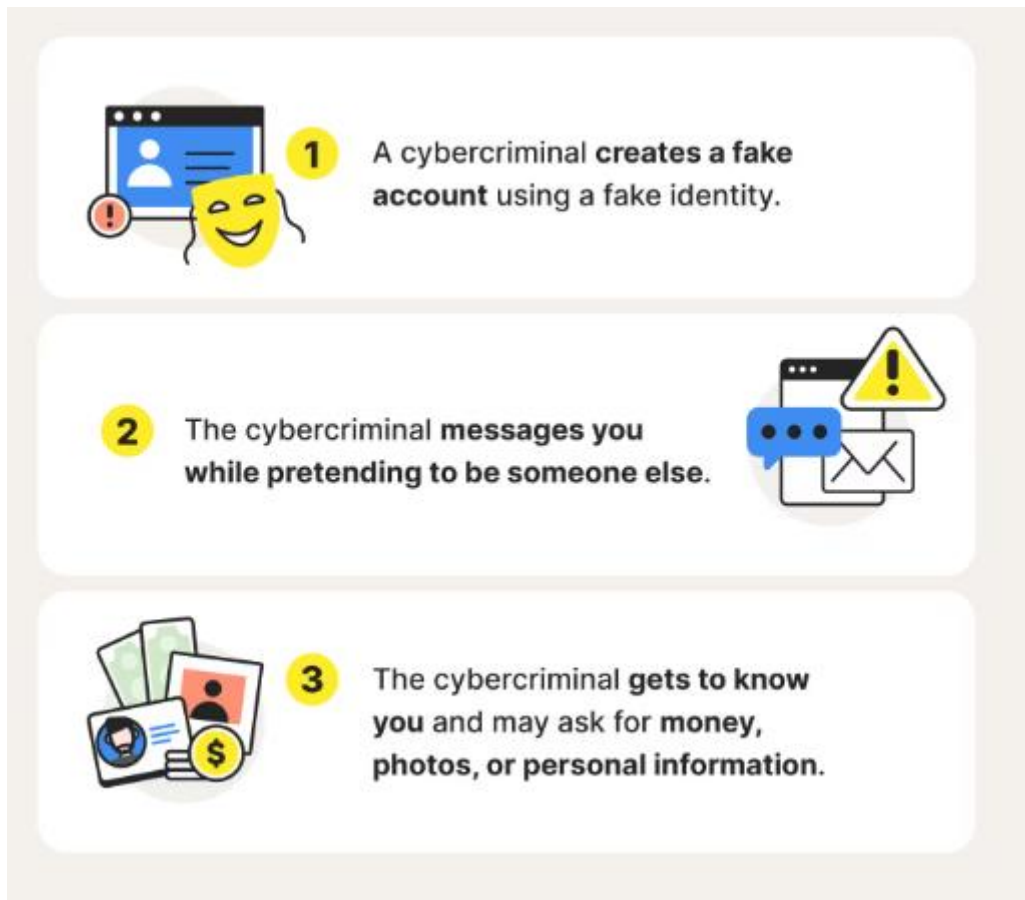 1
A cybercriminal creates a fake
account using a fake identity.
2
The cybercriminal messages you
while pretending to be someone else.
3
The cybercriminal gets to know
you and may ask for money,
photos, or personal information.
$